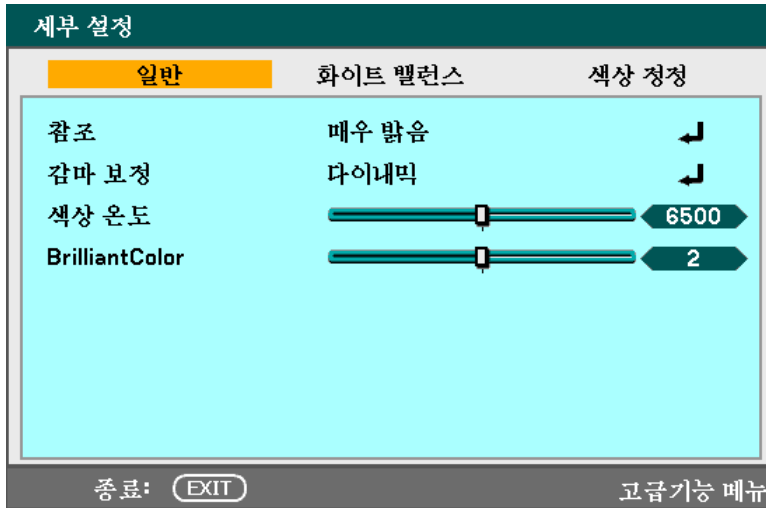 세부 설정
일반 화이트 밸런스 색상 정정
참조 매우 밝음
감마 보정 다이내믹
색상 온도 6500
BrilliantColor 2
종료: EXIT 고급기능 메뉴